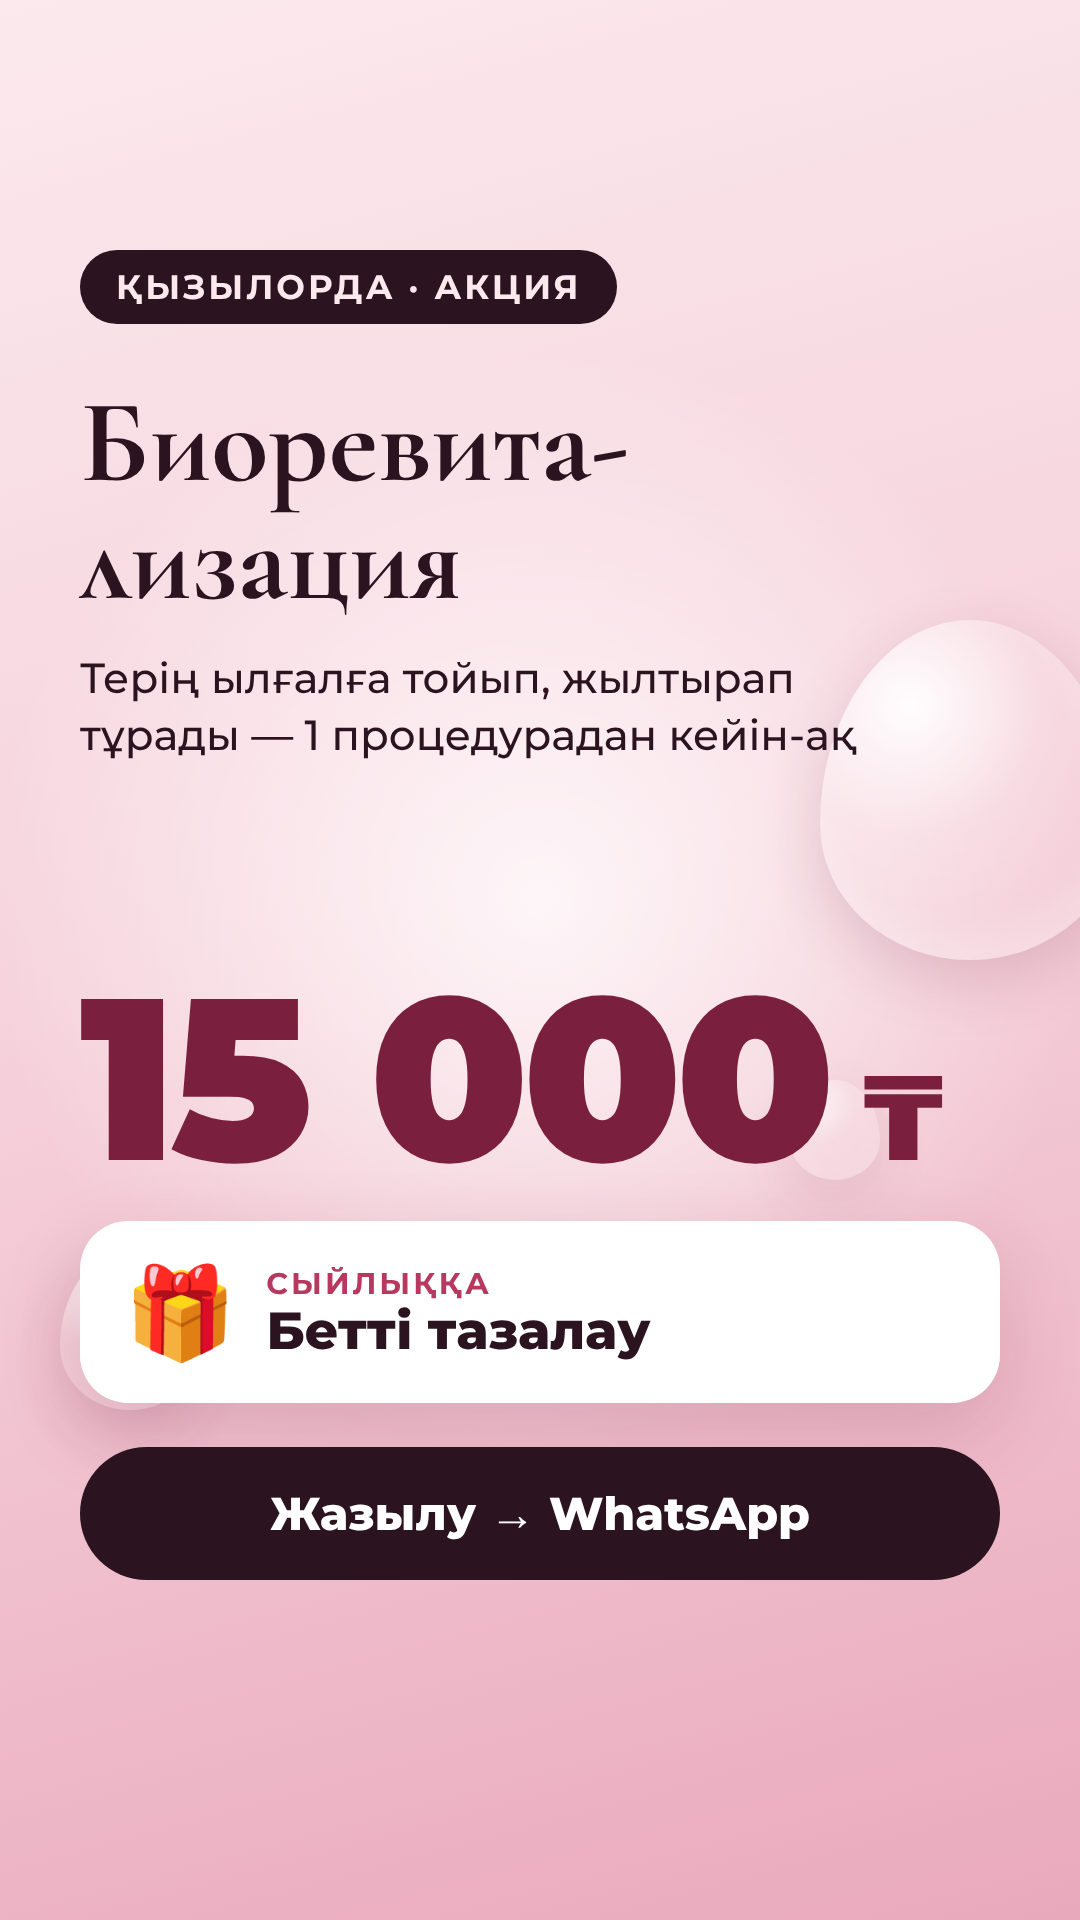 ҚЫЗЫЛОРДА · АКЦИЯ
Биоревита-
лизация
Терің ылғалға тойып, жылтырап
тұрады — 1 процедурадан кейін-ақ
15 000 ₸
СЫЙЛЫҚҚА
Бетті тазалау
Жазылу → WhatsApp